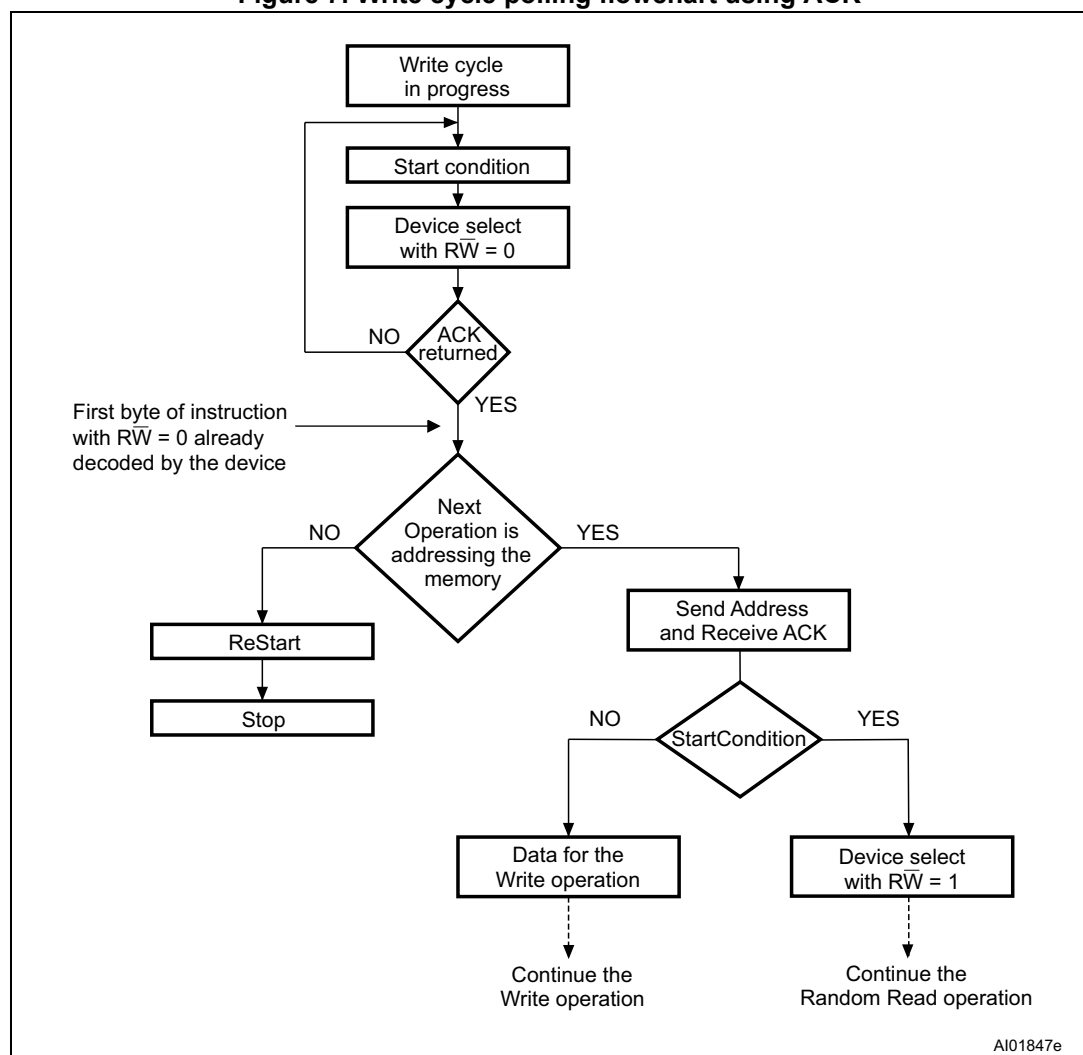 Figure 7. Write cycle polling flowchart using ACK
Write cycle
in progress
Start condition
Device select
with RW̅ = 0
NO
ACK
returned
YES
First byte of instruction
with RW̅ = 0 already
decoded by the device
Next
Operation is
addressing the
memory
NO
YES
Send Address
and Receive ACK
ReStart
Stop
NO
StartCondition
YES
Data for the
Write operation
Device select
with RW̅ = 1
Continue the
Write operation
Continue the
Random Read operation
AI01847e